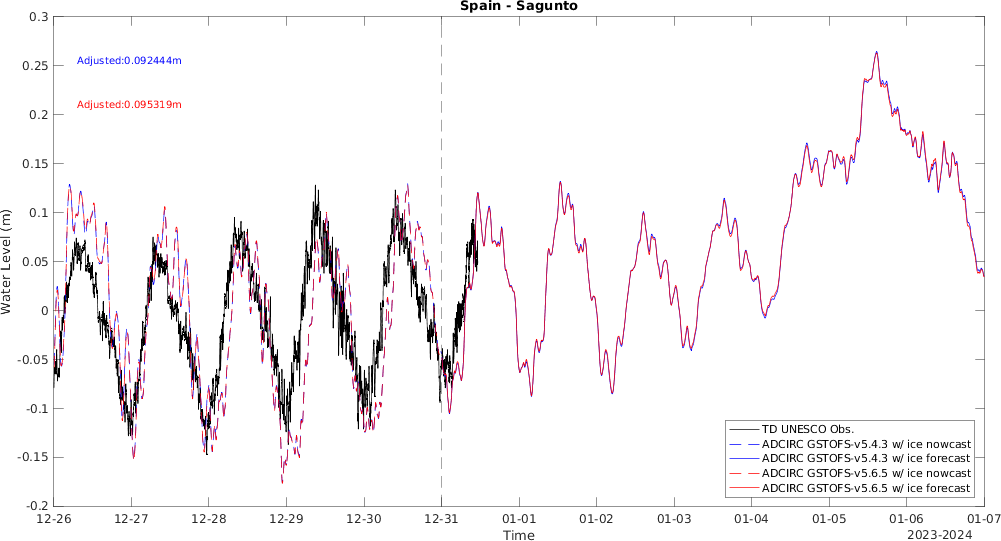 Spain - Sagunto
0.3
0.25
0.2
0.15
0.1
0.05
0
-0.05
-0.1
-0.15
-0.2
Water Level (m)
Adjusted:0.092444m
Adjusted:0.095319m
TD UNESCO Obs.
ADCIRC GSTOFS-v5.4.3 w/ ice nowcast
ADCIRC GSTOFS-v5.4.3 w/ ice forecast
ADCIRC GSTOFS-v5.6.5 w/ ice nowcast
ADCIRC GSTOFS-v5.6.5 w/ ice forecast
12-26 12-27 12-28 12-29 12-30 12-31 01-01 01-02 01-03 01-04 01-05 01-06 01-07
Time
2023-2024